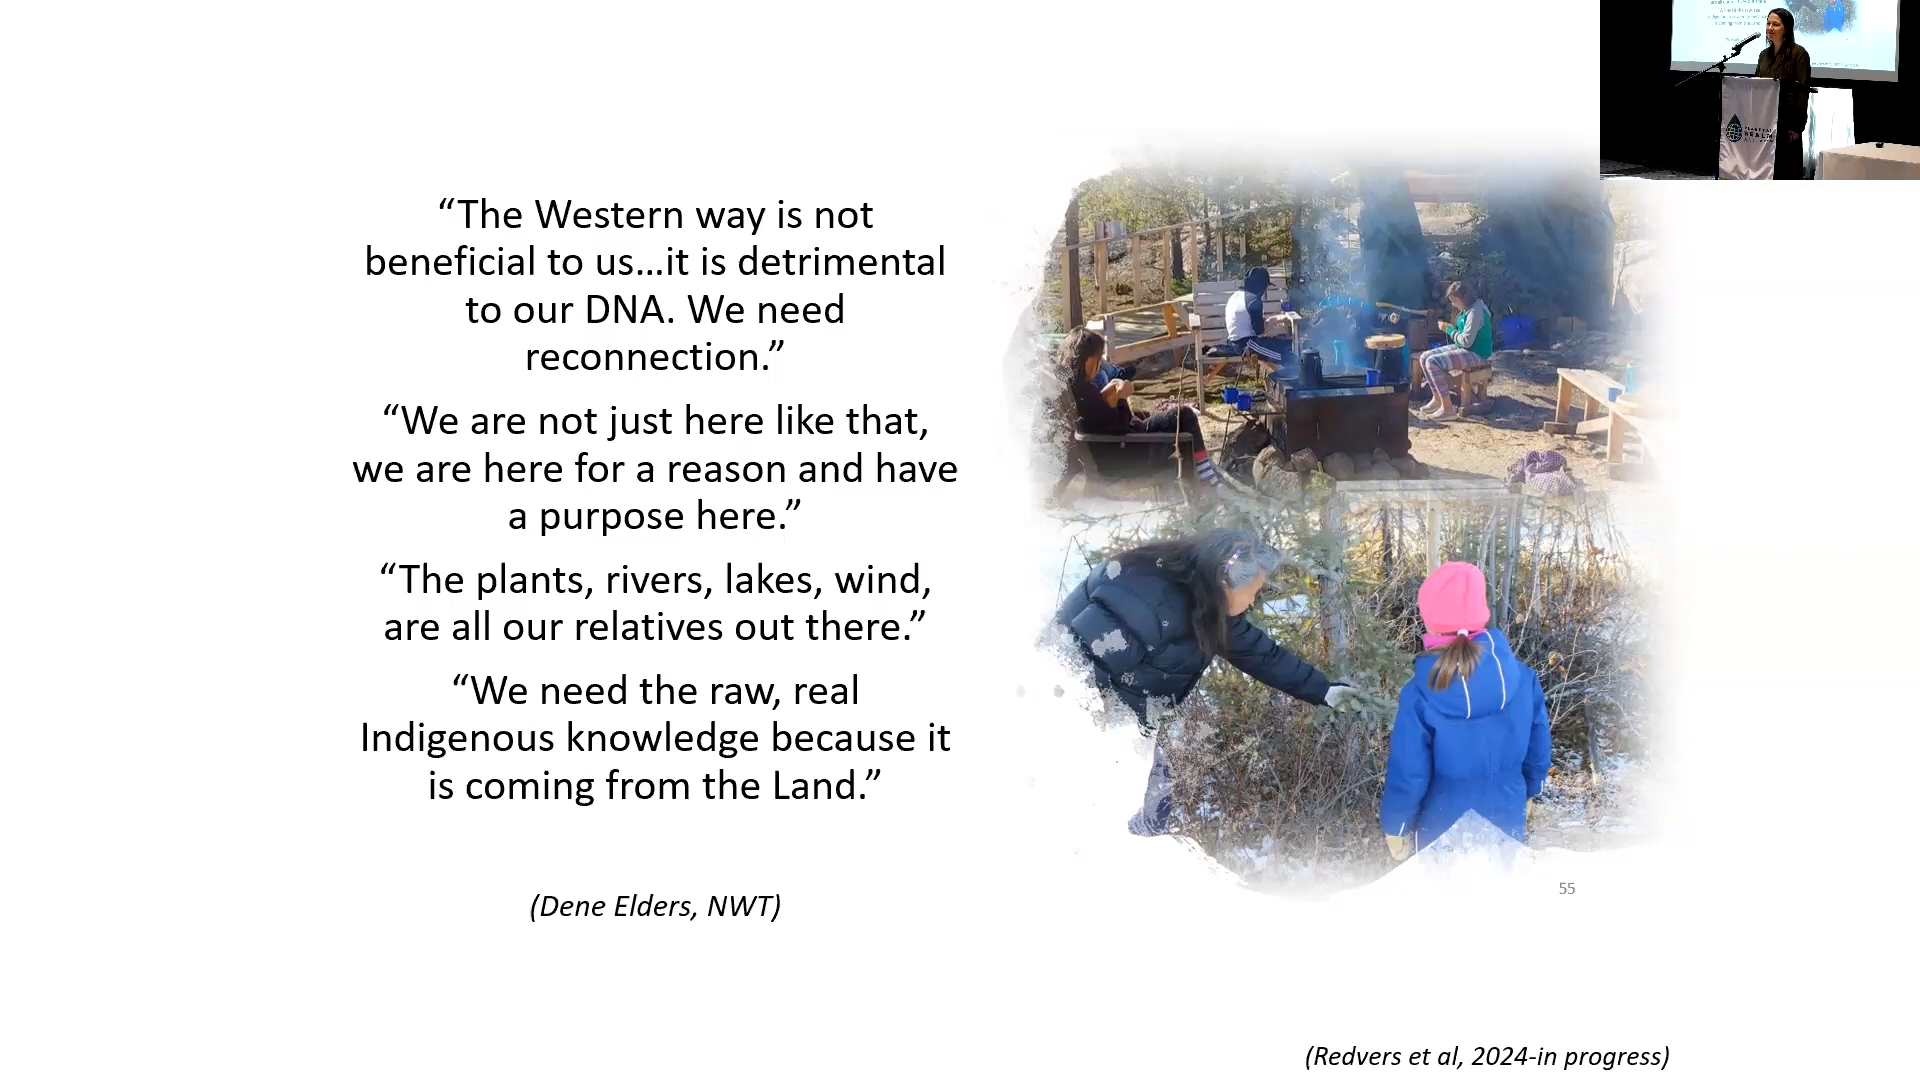 “The Western way is not
beneficial to us...it is detrimental
to our DNA. We need
reconnection.”
“We are not just here like that,
we are here for a reason and have
a purpose here.”
“The plants, rivers, lakes, wind,
are all our relatives out there.”
“We need the raw, real
Indigenous knowledge because it
is coming from the Land.”
(Dene Elders, NWT)
55
(Redvers et al, 2024-in progress)
HEALTH